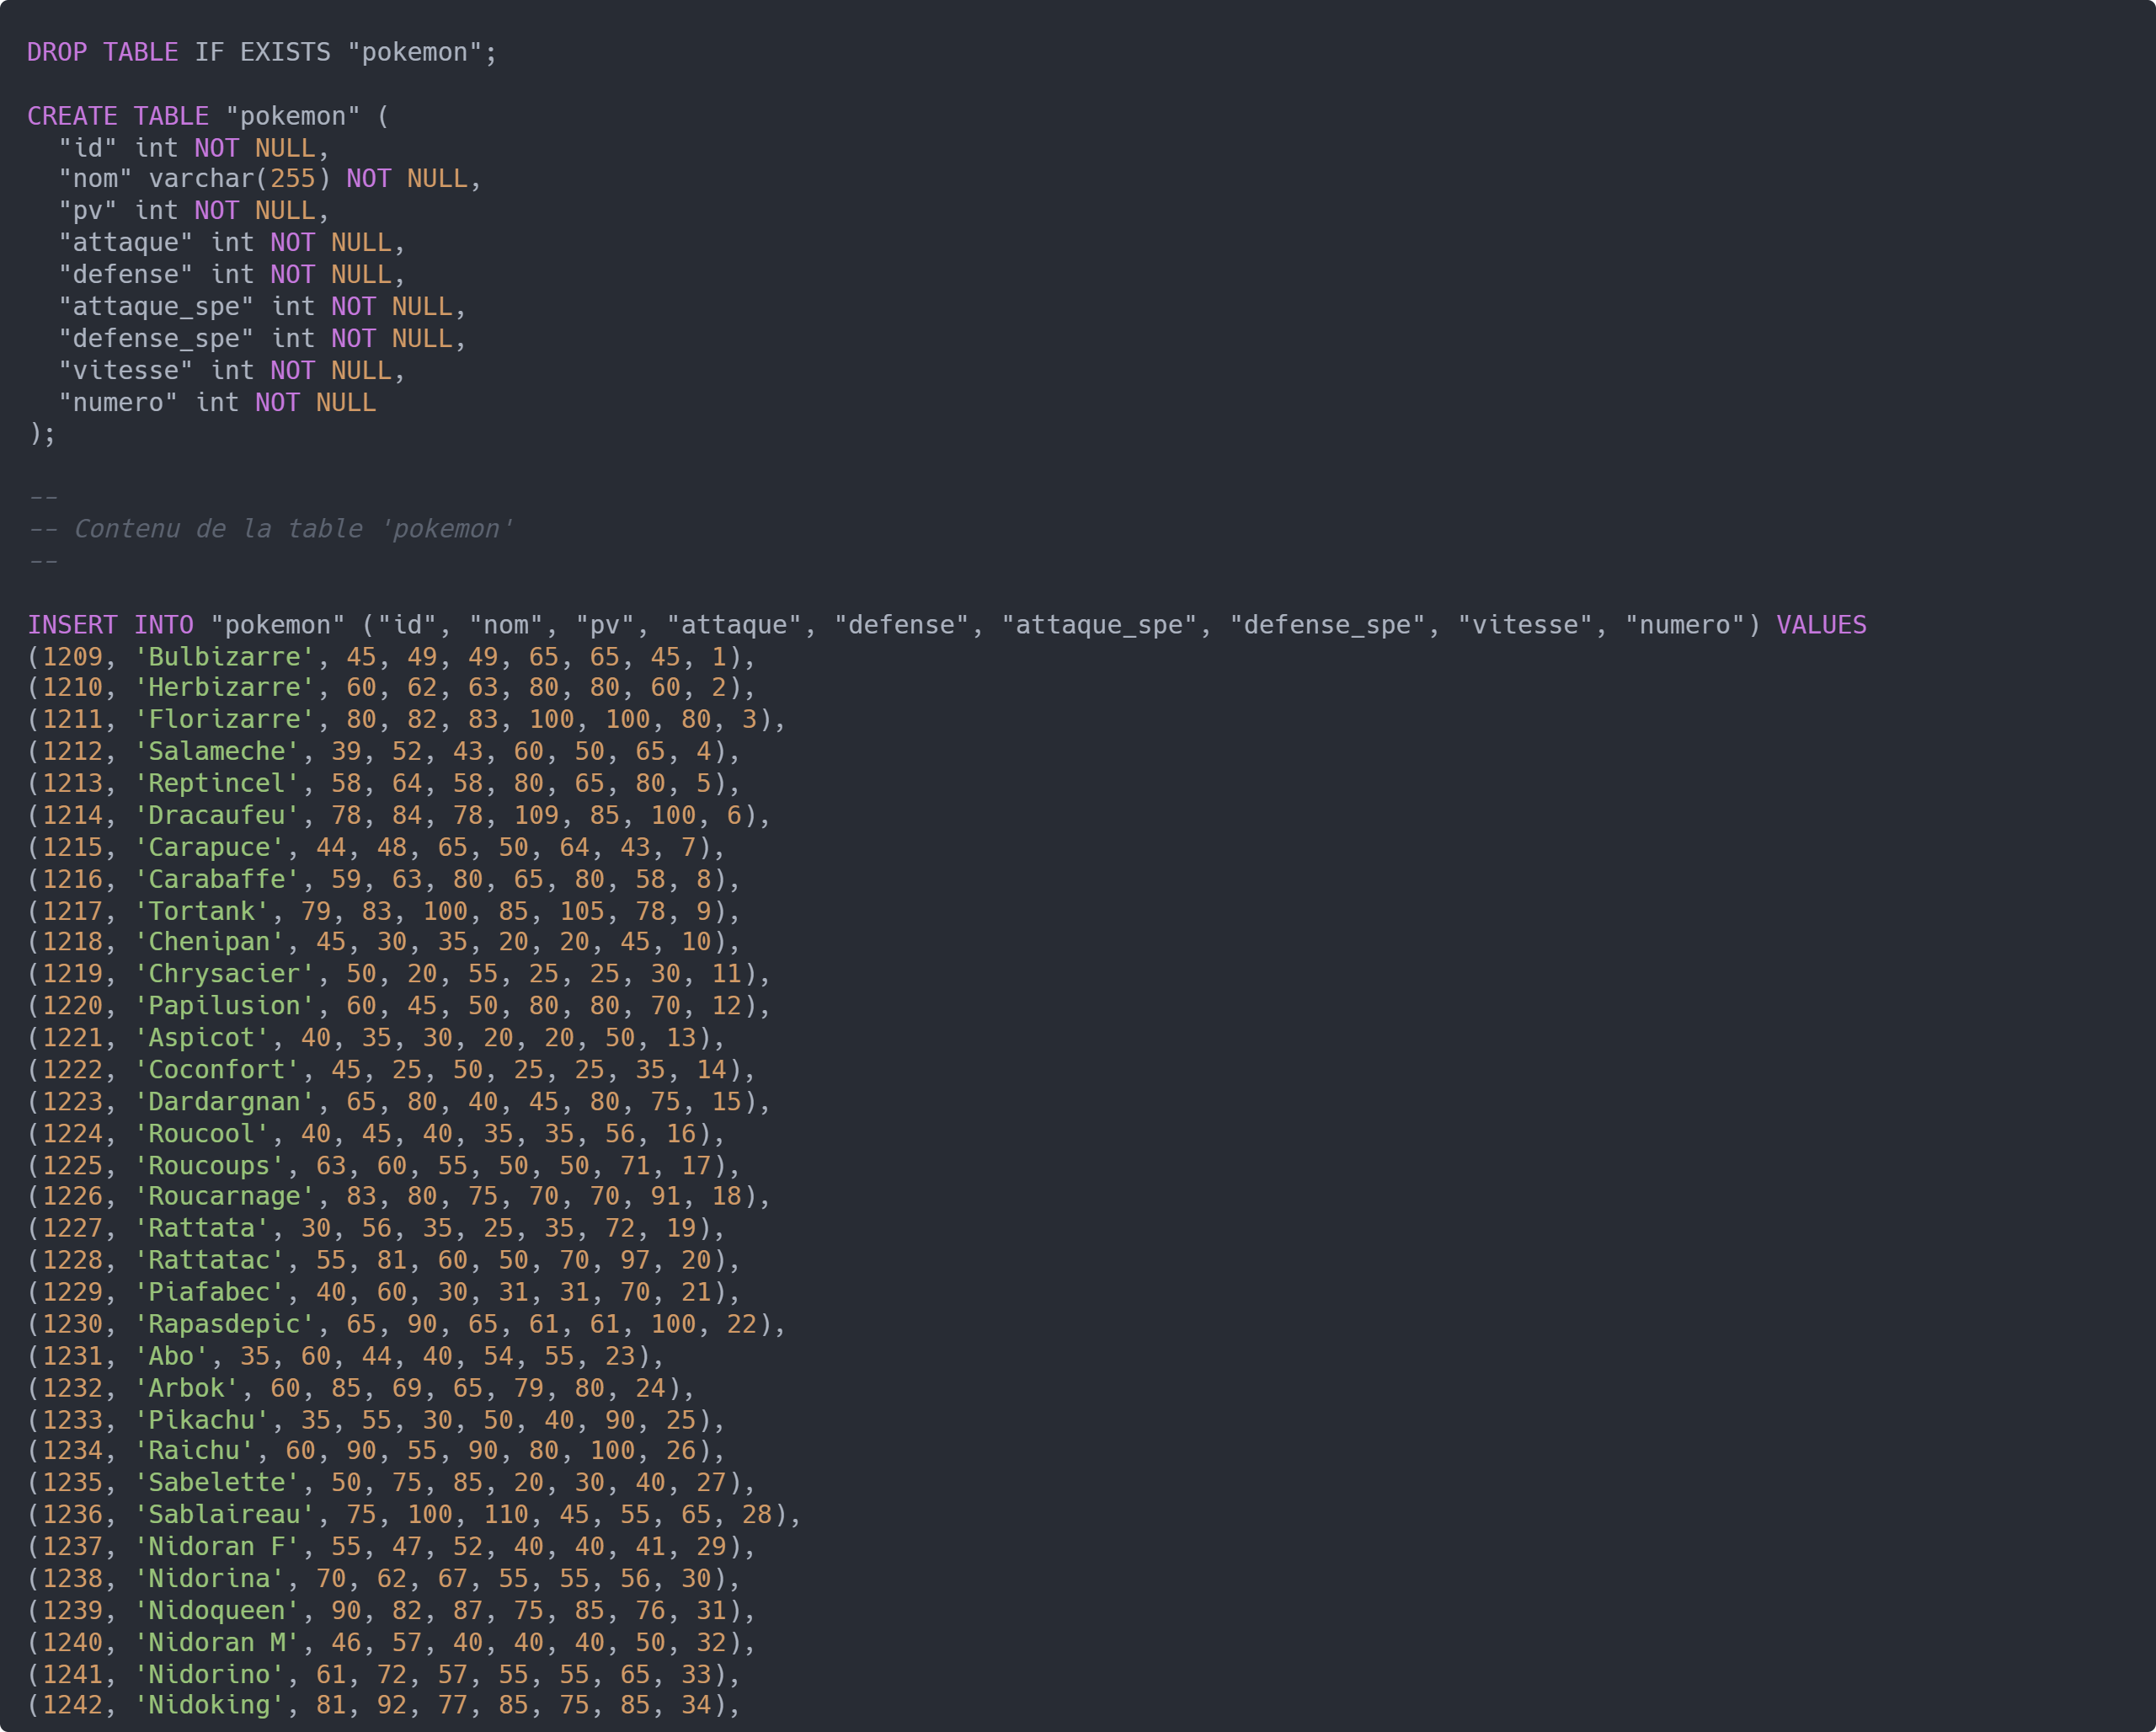 DROP TABLE IF EXISTS "pokemon";
CREATE TABLE "pokemon" (
  "id" int NOT NULL,
  "nom" varchar(255) NOT NULL,
  "pv" int NOT NULL,
  "attaque" int NOT NULL,
  "defense" int NOT NULL,
  "attaque_spe" int NOT NULL,
  "defense_spe" int NOT NULL,
  "vitesse" int NOT NULL,
  "numero" int NOT NULL
);
--
-- Contenu de la table 'pokemon'
--
INSERT INTO "pokemon" ("id", "nom", "pv", "attaque", "defense", "attaque_spe", "defense_spe", "vitesse", "numero") VALUES
(1209, 'Bulbizarre', 45, 49, 49, 65, 65, 45, 1),
(1210, 'Herbizarre', 60, 62, 63, 80, 80, 60, 2),
(1211, 'Florizarre', 80, 82, 83, 100, 100, 80, 3),
(1212, 'Salameche', 39, 52, 43, 60, 50, 65, 4),
(1213, 'Reptincel', 58, 64, 58, 80, 65, 80, 5),
(1214, 'Dracaufeu', 78, 84, 78, 109, 85, 100, 6),
(1215, 'Carapuce', 44, 48, 65, 50, 64, 43, 7),
(1216, 'Carabaffe', 59, 63, 80, 65, 80, 58, 8),
(1217, 'Tortank', 79, 83, 100, 85, 105, 78, 9),
(1218, 'Chenipan', 45, 30, 35, 20, 20, 45, 10),
(1219, 'Chrysacier', 50, 20, 55, 25, 25, 30, 11),
(1220, 'Papilusion', 60, 45, 50, 80, 80, 70, 12),
(1221, 'Aspicot', 40, 35, 30, 20, 20, 50, 13),
(1222, 'Coconfort', 45, 25, 50, 25, 25, 35, 14),
(1223, 'Dardargnan', 65, 80, 40, 45, 80, 75, 15),
(1224, 'Roucool', 40, 45, 40, 35, 35, 56, 16),
(1225, 'Roucoups', 63, 60, 55, 50, 50, 71, 17),
(1226, 'Roucarnage', 83, 80, 75, 70, 70, 91, 18),
(1227, 'Rattata', 30, 56, 35, 25, 35, 72, 19),
(1228, 'Rattatac', 55, 81, 60, 50, 70, 97, 20),
(1229, 'Piafabec', 40, 60, 30, 31, 31, 70, 21),
(1230, 'Rapasdepic', 65, 90, 65, 61, 61, 100, 22),
(1231, 'Abo', 35, 60, 44, 40, 54, 55, 23),
(1232, 'Arbok', 60, 85, 69, 65, 79, 80, 24),
(1233, 'Pikachu', 35, 55, 30, 50, 40, 90, 25),
(1234, 'Raichu', 60, 90, 55, 90, 80, 100, 26),
(1235, 'Sabelette', 50, 75, 85, 20, 30, 40, 27),
(1236, 'Sablaireau', 75, 100, 110, 45, 55, 65, 28),
(1237, 'Nidoran F', 55, 47, 52, 40, 40, 41, 29),
(1238, 'Nidorina', 70, 62, 67, 55, 55, 56, 30),
(1239, 'Nidoqueen', 90, 82, 87, 75, 85, 76, 31),
(1240, 'Nidoran M', 46, 57, 40, 40, 40, 50, 32),
(1241, 'Nidorino', 61, 72, 57, 55, 55, 65, 33),
(1242, 'Nidoking', 81, 92, 77, 85, 75, 85, 34),